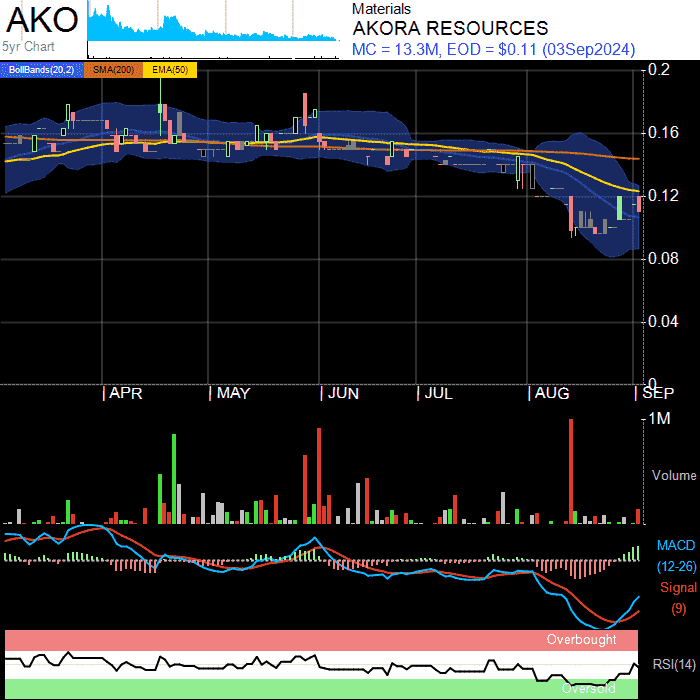 AKO
5yr Chart
Materials
AKORA RESOURCES
MC = 13.3M, EOD = $0.11 (03Sep2024)
BollBands(20,2) SMA(200) EMA(50)
0.2
0.16
0.12
0.08
0.04
0
APR MAY JUN JUL AUG SEP
1M
Volume
MACD
(12-26)
Signal
(9)
Overbought
RSI(14)
Oversold